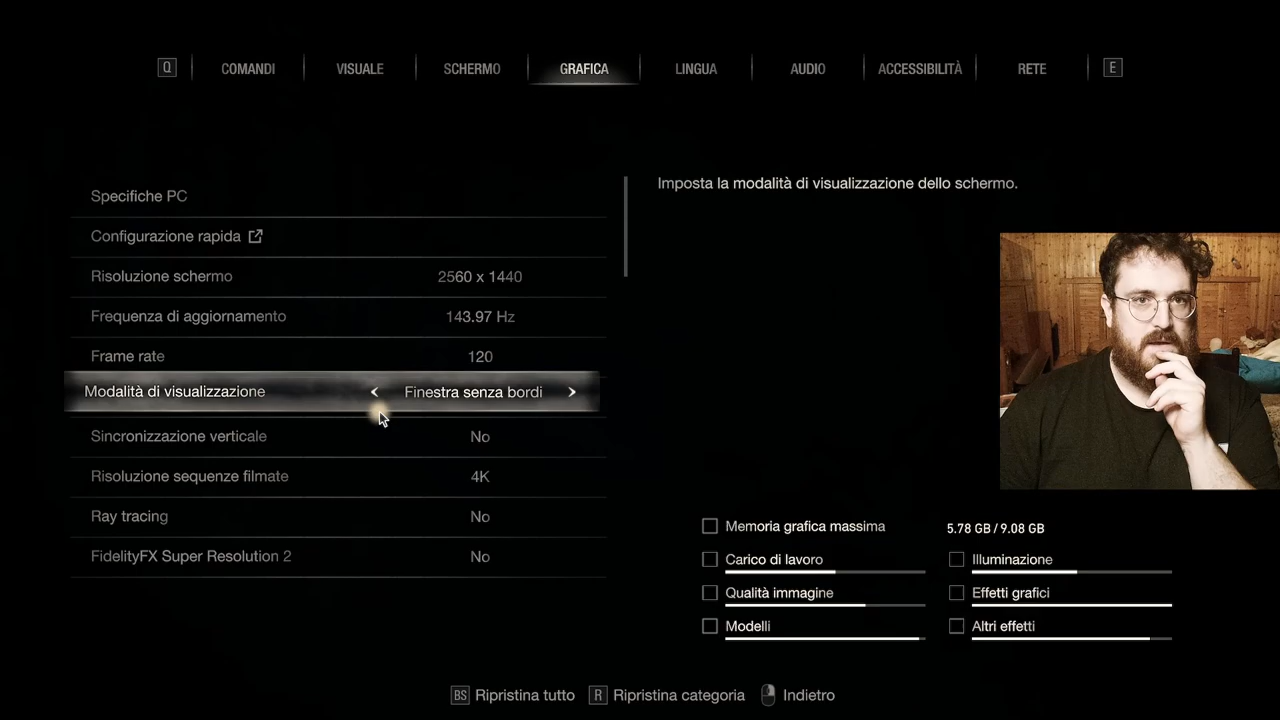 Q COMANDI VISUALE SCHERMO GRAFICA LINGUA AUDIO ACCESSIBILITÀ RETE E
Specifiche PC
Configurazione rapida
Risoluzione schermo 2560 x 1440
Frequenza di aggiornamento 143.97 Hz
Frame rate 120
Modalità di visualizzazione Finestra senza bordi
Sincronizzazione verticale No
Risoluzione sequenze filmate 4K
Ray tracing No
FidelityFX Super Resolution 2 No
Imposta la modalità di visualizzazione dello schermo.
Memoria grafica massima 5.78 GB / 9.08 GB
Carico di lavoro Illuminazione
Qualità immagine Effetti grafici
Modelli Altri effetti
BS Ripristina tutto R Ripristina categoria Indietro